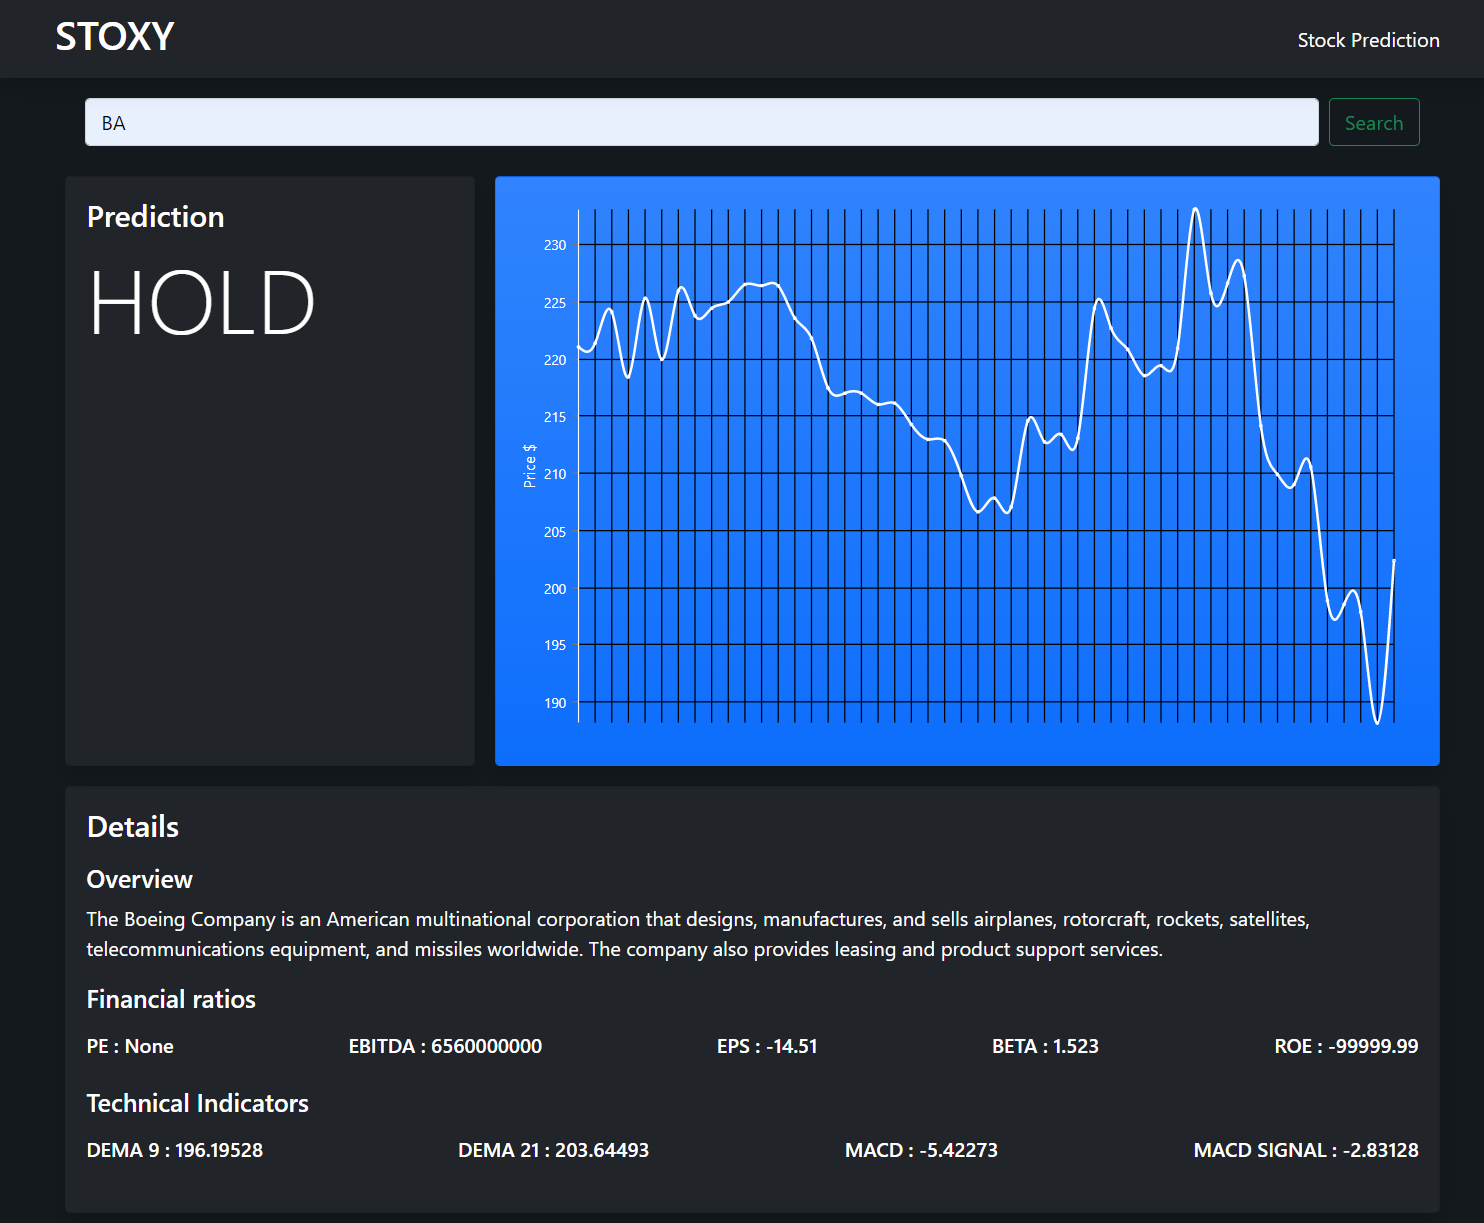 STOXY
Stock Prediction
BA
Search
Prediction
HOLD
230
225
220
215
210
205
200
195
190
Price $
Details
Overview
The Boeing Company is an American multinational corporation that designs, manufactures, and sells airplanes, rotorcraft, rockets, satellites,
telecommunications equipment, and missiles worldwide. The company also provides leasing and product support services.
Financial ratios
PE : None EBITDA : 6560000000 EPS : -14.51 BETA : 1.523 ROE : -99999.99
Technical Indicators
DEMA 9 : 196.19528 DEMA 21 : 203.64493 MACD : -5.42273 MACD SIGNAL : -2.83128